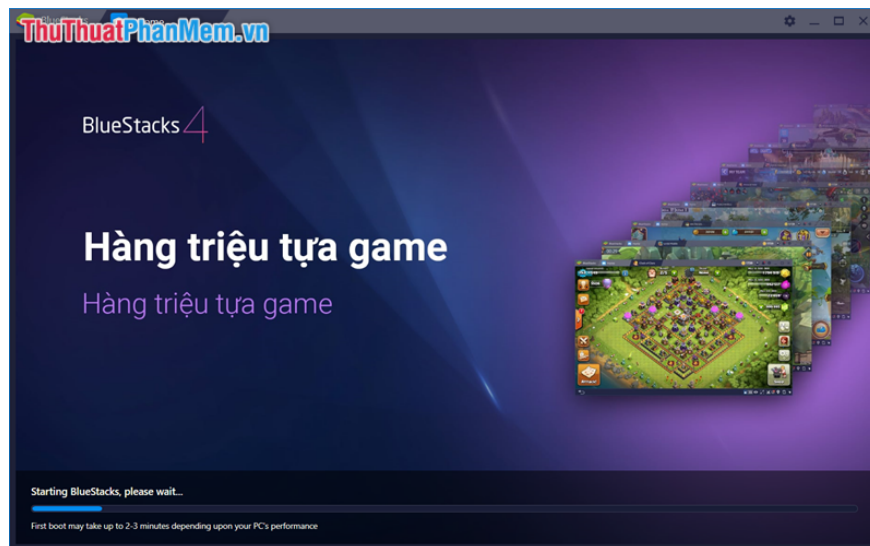 ThuThuatPhanMem.vn
BlueStacks 4
Hàng triệu tựa game
Hàng triệu tựa game
Starting BlueStacks, please wait...
First boot may take up to 2-3 minutes depending upon your PC's performance